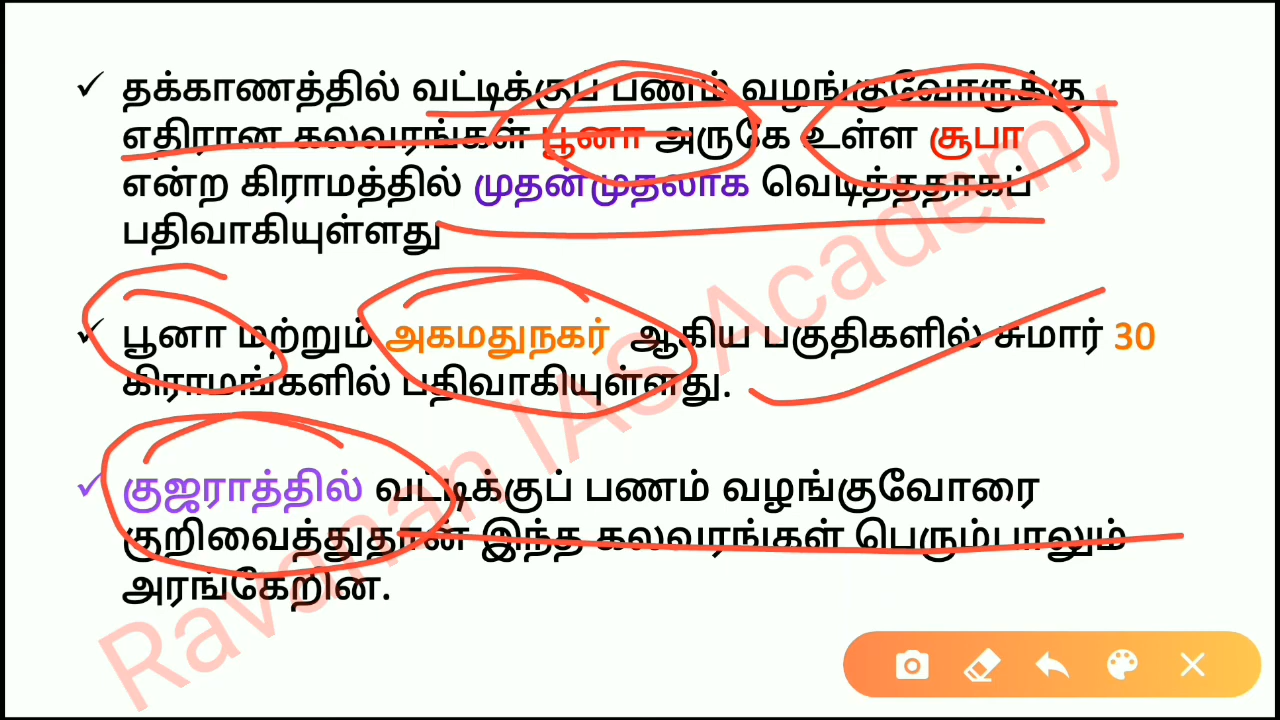 தக்காணத்தில் வட்டிக்குப் பணம் வழங்குவோருக்கு
எதிரான கலவரங்கள் பூனா அருகே உள்ள சூபா
என்ற கிராமத்தில் முதன்முதலாக வெடித்ததாகப்
பதிவாகியுள்ளது
பூனா மற்றும் அகமதுநகர் ஆகிய பகுதிகளில் சுமார் 30
கிராமங்களில் பதிவாகியுள்ளது.
குஜராத்தில் வட்டிக்குப் பணம் வழங்குவோரை
குறிவைத்துதான் இந்த கலவரங்கள் பெரும்பாலும்
அரங்கேறின.
Ravanan IAS Academy